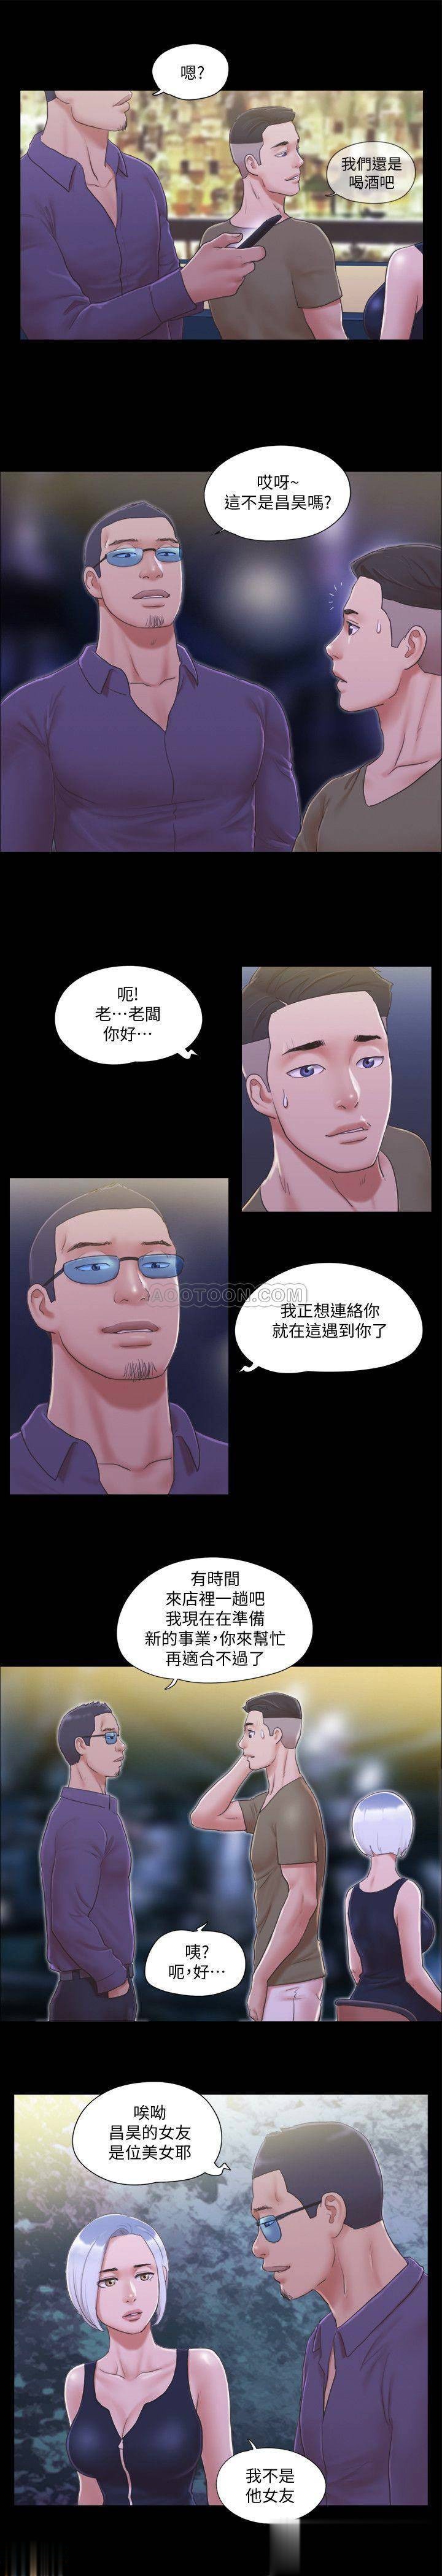 嗯?
我們還是
喝酒吧
哎呀~
這不是昌昊嗎?
呃!
老⋯老闆
你好⋯
AOOTOON.COM
我正想連絡你
就在這遇到你了
有時間
來店裡一趟吧
我現在在準備
新的事業,你來幫忙
再適合不過了
咦?
呃,好⋯
唉呦
昌昊的女友
是位美女耶
我不是
他女友